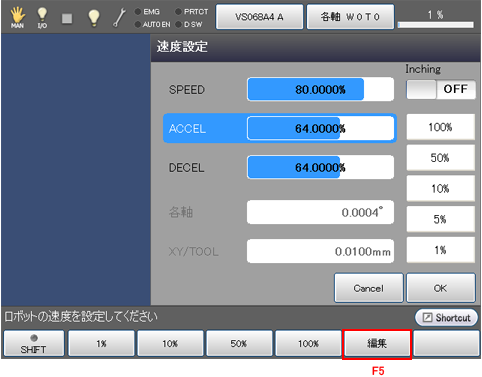 MAN I/O EMG PRTCT VS068A4 A 各軸 W 0 T 0 1 %
AUTO EN D SW
速度設定
Inching
SPEED 80.0000% OFF
ACCEL 64.0000% 100%
50%
DECEL 64.0000%
10%
各軸 0.0004° 5%
XY/TOOL 0.0100mm 1%
Cancel OK
ロボットの速度を設定してください Shortcut
SHIFT 1% 10% 50% 100% 編集
F5